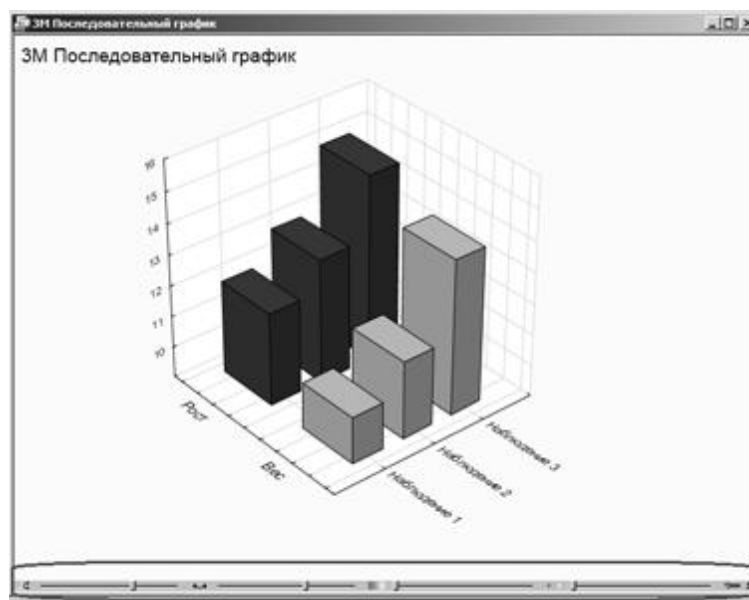 3М Последовательный график
3М Последовательный график
16
15
14
13
12
11
10
Рост
Вес
Наблюдение 1
Наблюдение 2
Наблюдение 3